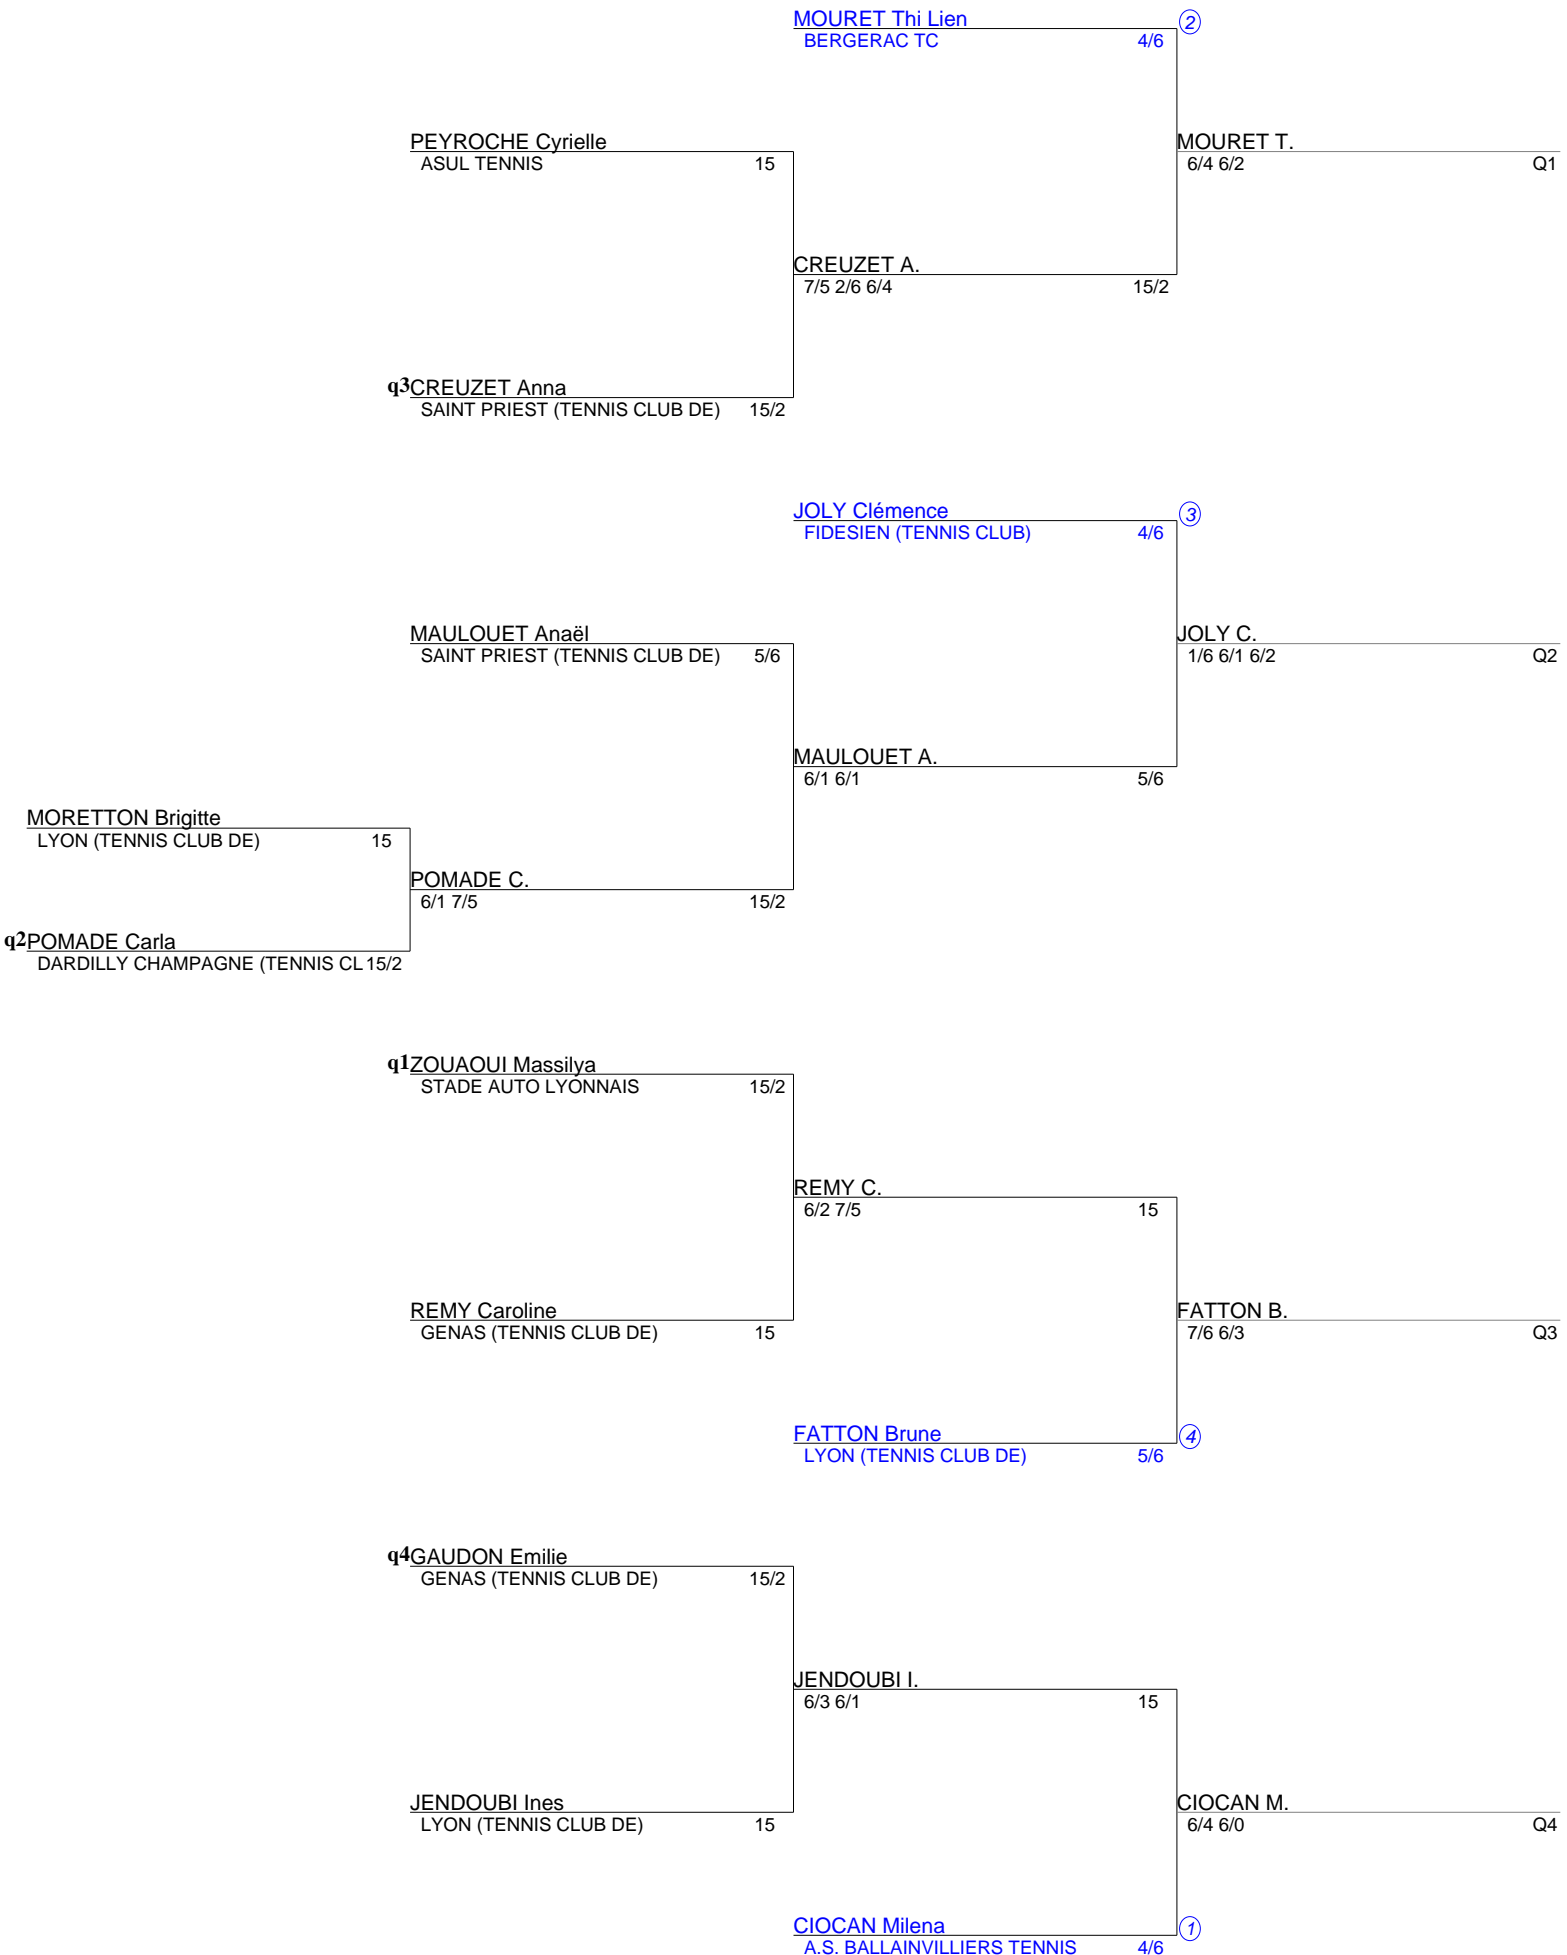 MOURET Thi Lien 2
BERGERAC TC 4/6
PEYROCHE Cyrielle
ASUL TENNIS 15
MOURET T.
6/4 6/2 Q1
CREUZET A.
7/5 2/6 6/4 15/2
q3 CREUZET Anna
SAINT PRIEST (TENNIS CLUB DE) 15/2
JOLY Clémence 3
FIDESIEN (TENNIS CLUB) 4/6
MAULOUET Anaël
SAINT PRIEST (TENNIS CLUB DE) 5/6
JOLY C.
1/6 6/1 6/2 Q2
MAULOUET A.
6/1 6/1 5/6
MORETTON Brigitte
LYON (TENNIS CLUB DE) 15
POMADE C.
6/1 7/5 15/2
q2 POMADE Carla
DARDILLY CHAMPAGNE (TENNIS CL 15/2
q1 ZOUAOUI Massilya
STADE AUTO LYONNAIS 15/2
REMY C.
6/2 7/5 15
REMY Caroline
GENAS (TENNIS CLUB DE) 15
FATTON B.
7/6 6/3 Q3
FATTON Brune 4
LYON (TENNIS CLUB DE) 5/6
q4 GAUDON Emilie
GENAS (TENNIS CLUB DE) 15/2
JENDOUBI I.
6/3 6/1 15
JENDOUBI Ines
LYON (TENNIS CLUB DE) 15
CIOCAN M.
6/4 6/0 Q4
CIOCAN Milena 1
A.S. BALLAINVILLIERS TENNIS 4/6